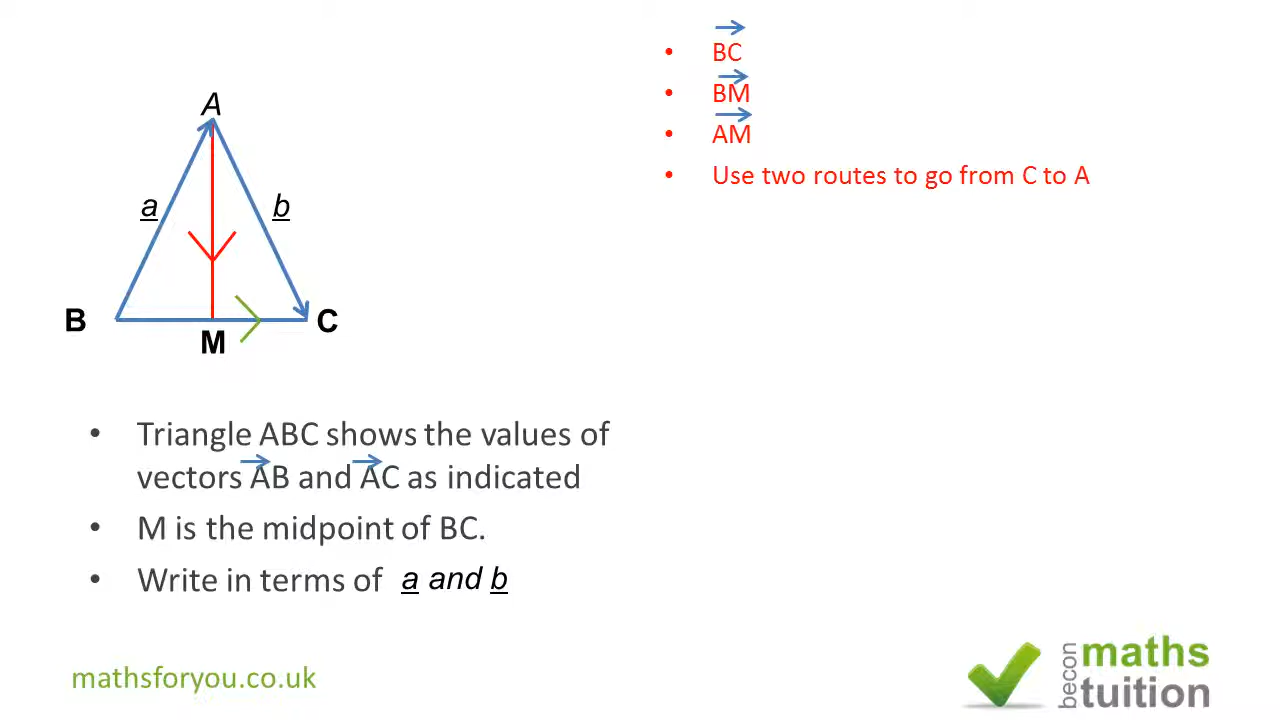 A
a
b
B
M
C
• Triangle ABC shows the values of
vectors AB and AC as indicated
• M is the midpoint of BC.
• Write in terms of a and b
mathsforyou.co.uk
• BC
• BM
• AM
• Use two routes to go from C to A
becon
maths
tuition